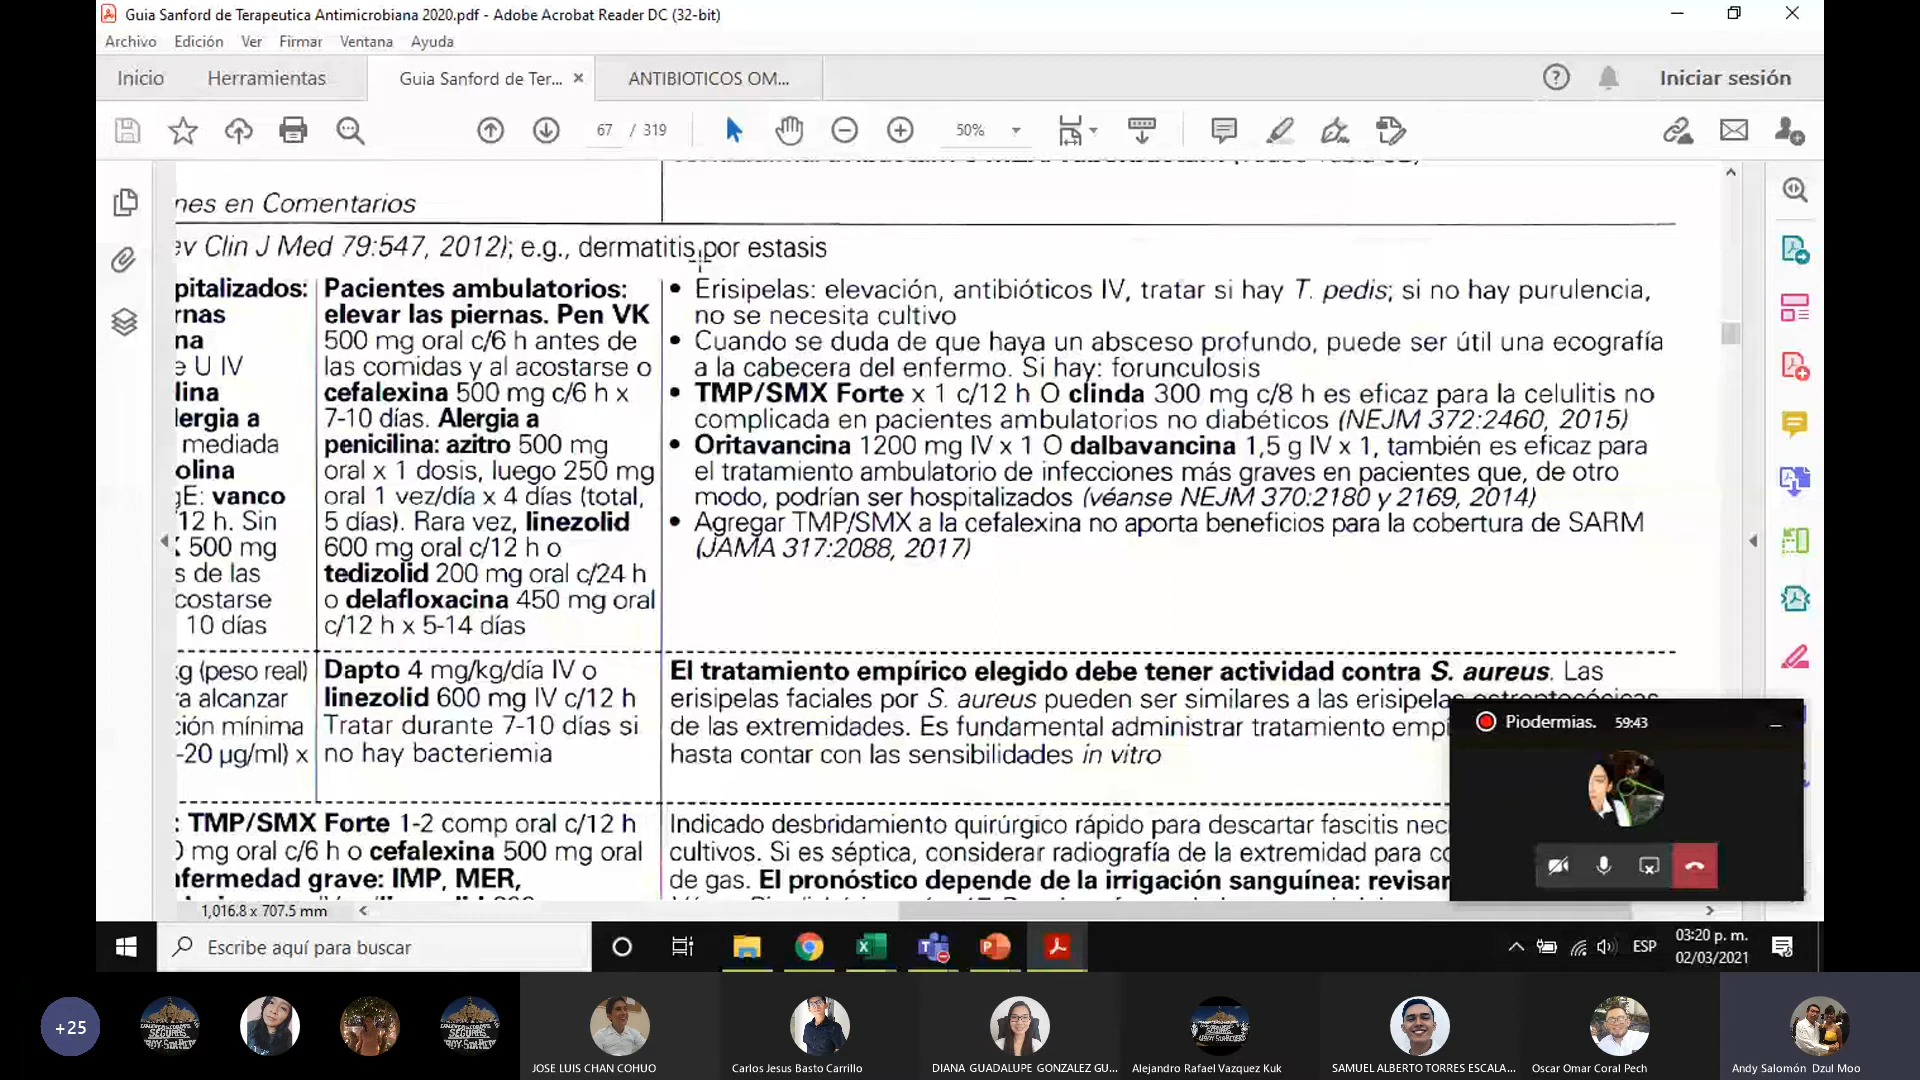 Guia Sanford de Terapeutica Antimicrobiana 2020.pdf - Adobe Acrobat Reader DC (32-bit)
Archivo Edición Ver Firmar Ventana Ayuda
Inicio Herramientas Guia Sanford de Ter... × ANTIBIOTICOS OM... Iniciar sesión
67 / 319 50%
nes en Comentarios
ev Clin J Med 79:547, 2012); e.g., dermatitis por estasis
pitalizados:
rnas
na
e U IV
lina
lergia a
mediada
olina
gE: vanco
12 h. Sin
500 mg
s de las
costarse
10 días
Pacientes ambulatorios:
elevar las piernas. Pen VK
500 mg oral c/6 h antes de
las comidas y al acostarse o
cefalexina 500 mg c/6 h x
7-10 días. Alergia a
penicilina: azitro 500 mg
oral x 1 dosis, luego 250 mg
oral 1 vez/día x 4 días (total,
5 días). Rara vez, linezolid
600 mg oral c/12 h o
tedizolid 200 mg oral c/24 h
o delafloxacina 450 mg oral
c/12 h x 5-14 días
• Erisipelas: elevación, antibióticos IV, tratar si hay T. pedis; si no hay purulencia,
no se necesita cultivo
• Cuando se duda de que haya un absceso profundo, puede ser útil una ecografía
a la cabecera del enfermo. Si hay: forunculosis
• TMP/SMX Forte x 1 c/12 h O clinda 300 mg c/8 h es eficaz para la celulitis no
complicada en pacientes ambulatorios no diabéticos (NEJM 372:2460, 2015)
• Oritavancina 1200 mg IV x 1 O dalbavancina 1,5 g IV x 1, también es eficaz para
el tratamiento ambulatorio de infecciones más graves en pacientes que, de otro
modo, podrían ser hospitalizados (véanse NEJM 370:2180 y 2169, 2014)
• Agregar TMP/SMX a la cefalexina no aporta beneficios para la cobertura de SARM
(JAMA 317:2088, 2017)
kg (peso real)
ra alcanzar
ción mínima
-20 µg/ml) x
Dapto 4 mg/kg/día IV o
linezolid 600 mg IV c/12 h
Tratar durante 7-10 días si
no hay bacteriemia
El tratamiento empírico elegido debe tener actividad contra S. aureus. Las
erisipelas faciales por S. aureus pueden ser similares a las erisipelas estreptocócicas
de las extremidades. Es fundamental administrar tratamiento empí
hasta contar con las sensibilidades in vitro
: TMP/SMX Forte 1-2 comp oral c/12 h
0 mg oral c/6 h o cefalexina 500 mg oral
nfermedad grave: IMP, MER,
Indicado desbridamiento quirúrgico rápido para descartar fascitis nec
cultivos. Si es séptica, considerar radiografía de la extremidad para co
de gas. El pronóstico depende de la irrigación sanguínea: revisar
Piodermias. 59:43
1,016.8 x 707.5 mm
Escribe aquí para buscar
ESP
03:20 p. m.
02/03/2021
+25
JOSE LUIS CHAN COHUO
Carlos Jesus Basto Carrillo
DIANA GUADALUPE GONZALEZ GU...
Alejandro Rafael Vazquez Kuk
SAMUEL ALBERTO TORRES ESCALA...
Oscar Omar Coral Pech
Andy Salomón Dzul Moo